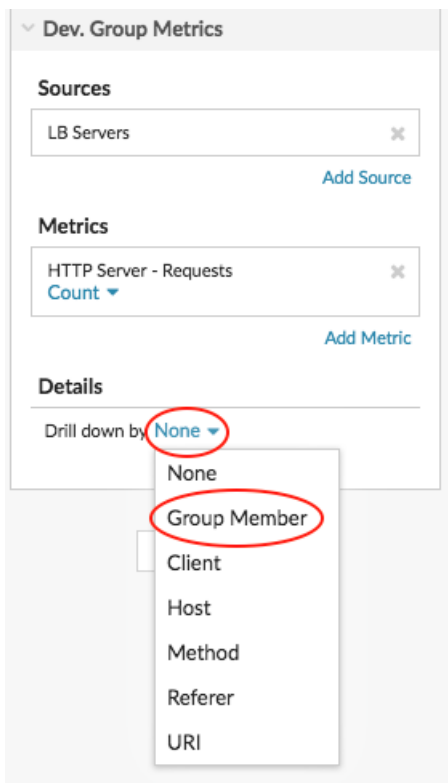 Dev. Group Metrics
Sources
LB Servers
Add Source
Metrics
HTTP Server - Requests
Count
Add Metric
Details
Drill down by None
None
Group Member
Client
Host
Method
Referer
URI